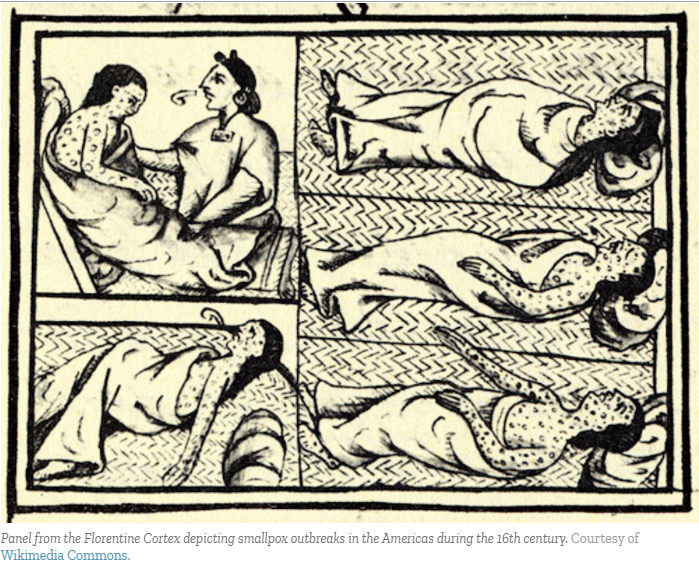 Panel from the Florentine Cortex depicting smallpox outbreaks in the Americas during the 16th century. Courtesy of
Wikimedia Commons.